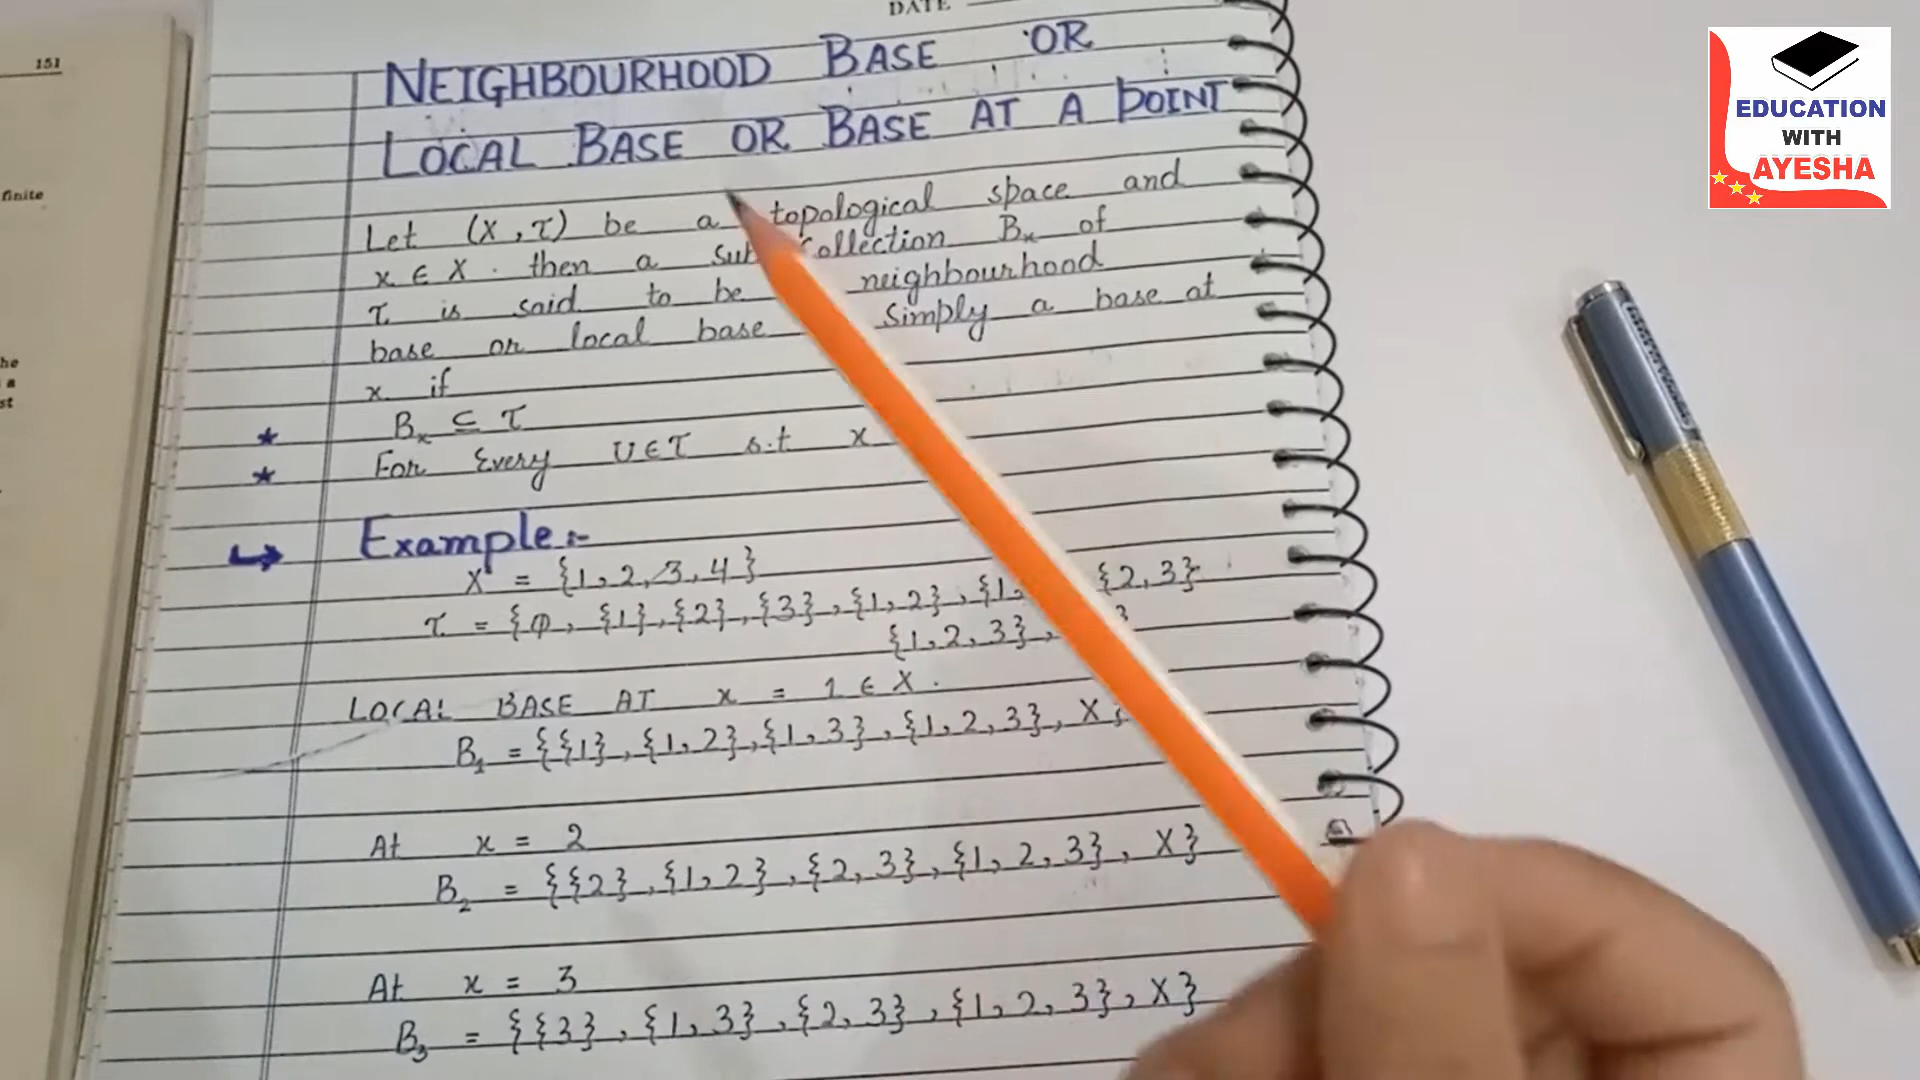 DATE
151
finite
he
a
st
NEIGHBOURHOOD BASE OR
LOCAL BASE OR BASE AT A POINT
Let (X, τ) be a topological space and
x ∈ X. then a sub collection Bₓ of
τ is said to be neighbourhood
base or local base simply a base at
x if
★ Bₓ ⊆ τ
★ For Every U ∈ τ s.t x
↳ Example:-
X = {1, 2, 3, 4}
τ = {φ, {1}, {2}, {3}, {1, 2}, {1, {2, 3}
{1, 2, 3}, }
LOCAL BASE AT x = 1 ∈ X.
B₁ = {{1}, {1, 2}, {1, 3}, {1, 2, 3}, X}
At x = 2
B₂ = {{2}, {1, 2}, {2, 3}, {1, 2, 3}, X}
At x = 3
B₃ = {{3}, {1, 3}, {2, 3}, {1, 2, 3}, X}
EDUCATION
WITH
AYESHA